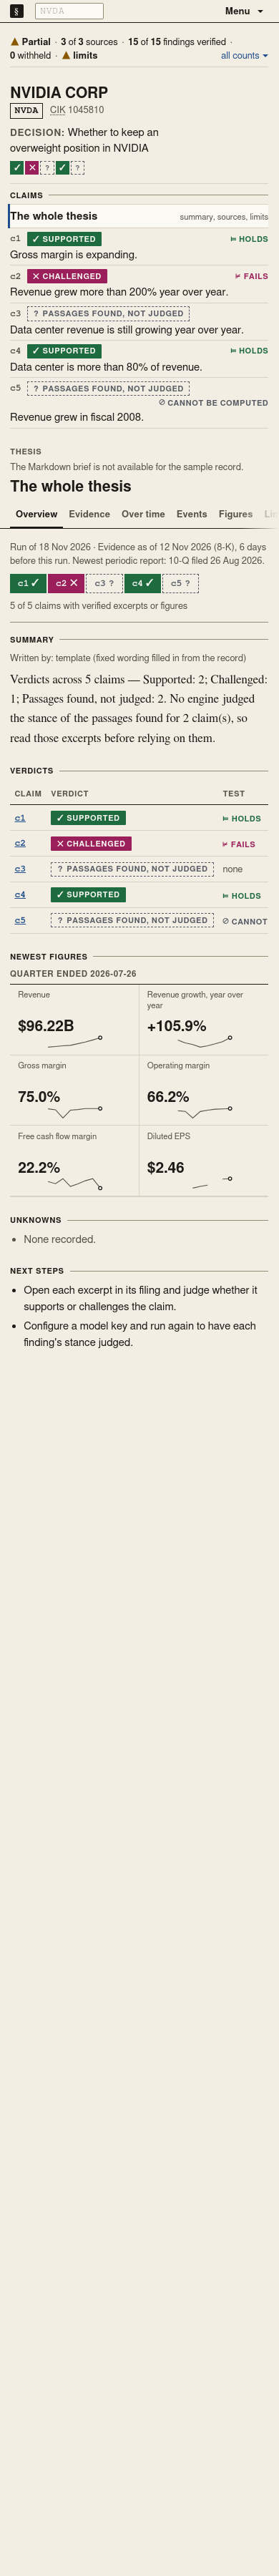 § NVDA Menu
Partial · 3 of 3 sources · 15 of 15 findings verified ·
0 withheld · limits all counts
NVIDIA CORP
NVDA CIK 1045810
DECISION: Whether to keep an
overweight position in NVIDIA
✓ ✕ ? ✓ ?
CLAIMS
The whole thesis summary, sources, limits
c1 ✓ SUPPORTED ⊨ HOLDS
Gross margin is expanding.
c2 ✕ CHALLENGED ⊭ FAILS
Revenue grew more than 200% year over year.
c3 ? PASSAGES FOUND, NOT JUDGED
Data center revenue is still growing year over year.
c4 ✓ SUPPORTED ⊨ HOLDS
Data center is more than 80% of revenue.
c5 ? PASSAGES FOUND, NOT JUDGED
⊘ CANNOT BE COMPUTED
Revenue grew in fiscal 2008.
THESIS
The Markdown brief is not available for the sample record.
The whole thesis
Overview Evidence Over time Events Figures Lim
Run of 18 Nov 2026 · Evidence as of 12 Nov 2026 (8-K), 6 days
before this run. Newest periodic report: 10-Q filed 26 Aug 2026.
c1 ✓ c2 ✕ c3 ? c4 ✓ c5 ?
5 of 5 claims with verified excerpts or figures
SUMMARY
Written by: template (fixed wording filled in from the record)
Verdicts across 5 claims — Supported: 2; Challenged:
1; Passages found, not judged: 2. No engine judged
the stance of the passages found for 2 claim(s), so
read those excerpts before relying on them.
VERDICTS
CLAIM VERDICT TEST
c1 ✓ SUPPORTED ⊨ HOLDS
c2 ✕ CHALLENGED ⊭ FAILS
c3 ? PASSAGES FOUND, NOT JUDGED none
c4 ✓ SUPPORTED ⊨ HOLDS
c5 ? PASSAGES FOUND, NOT JUDGED ⊘ CANNOT
NEWEST FIGURES
QUARTER ENDED 2026-07-26
Revenue
$96.22B
Revenue growth, year over
year
+105.9%
Gross margin
75.0%
Operating margin
66.2%
Free cash flow margin
22.2%
Diluted EPS
$2.46
UNKNOWNS
• None recorded.
NEXT STEPS
• Open each excerpt in its filing and judge whether it
supports or challenges the claim.
• Configure a model key and run again to have each
finding's stance judged.